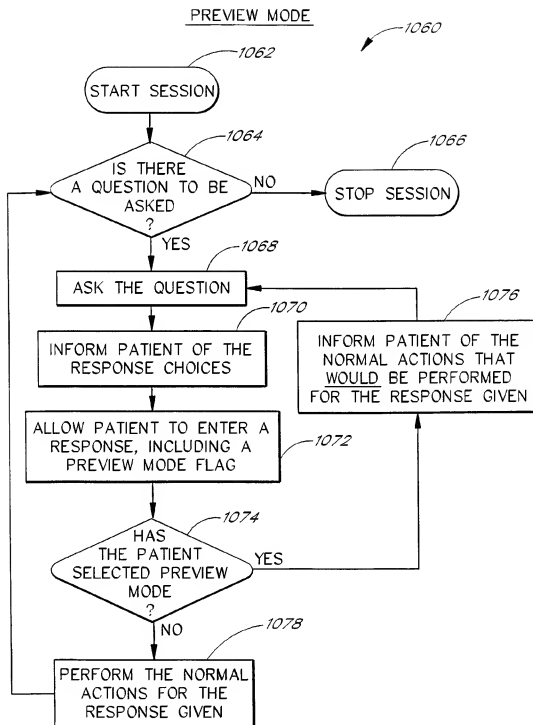 PREVIEW MODE
1060
1062
START SESSION
1064
IS THERE
A QUESTION TO BE
ASKED
?
NO
1066
STOP SESSION
YES
1068
ASK THE QUESTION
1070
INFORM PATIENT OF THE
RESPONSE CHOICES
1076
INFORM PATIENT OF THE
NORMAL ACTIONS THAT
WOULD BE PERFORMED
FOR THE RESPONSE GIVEN
ALLOW PATIENT TO ENTER A
RESPONSE, INCLUDING A
PREVIEW MODE FLAG
1072
1074
HAS
THE PATIENT
SELECTED PREVIEW
MODE
?
YES
NO
1078
PERFORM THE NORMAL
ACTIONS FOR THE
RESPONSE GIVEN